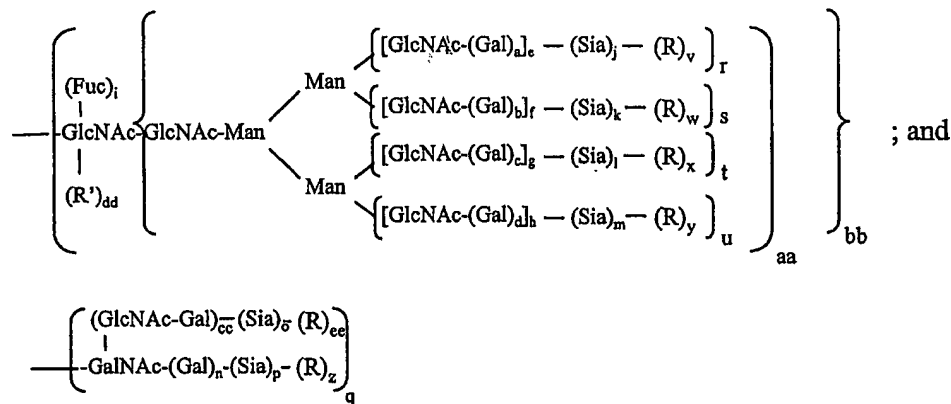 [GlcNAc-(Gal)a]e — (Sia)j — (R)v r
(Fuc)i Man
[GlcNAc-(Gal)b]f — (Sia)k — (R)w s
GlcNAc-GlcNAc-Man ; and
[GlcNAc-(Gal)c]g — (Sia)l — (R)x t
(R')dd Man
[GlcNAc-(Gal)d]h — (Sia)m — (R)y u
aa bb
(GlcNAc-Gal)cc-(Sia)o- (R)ee
GalNAc-(Gal)n-(Sia)p-(R)z
q